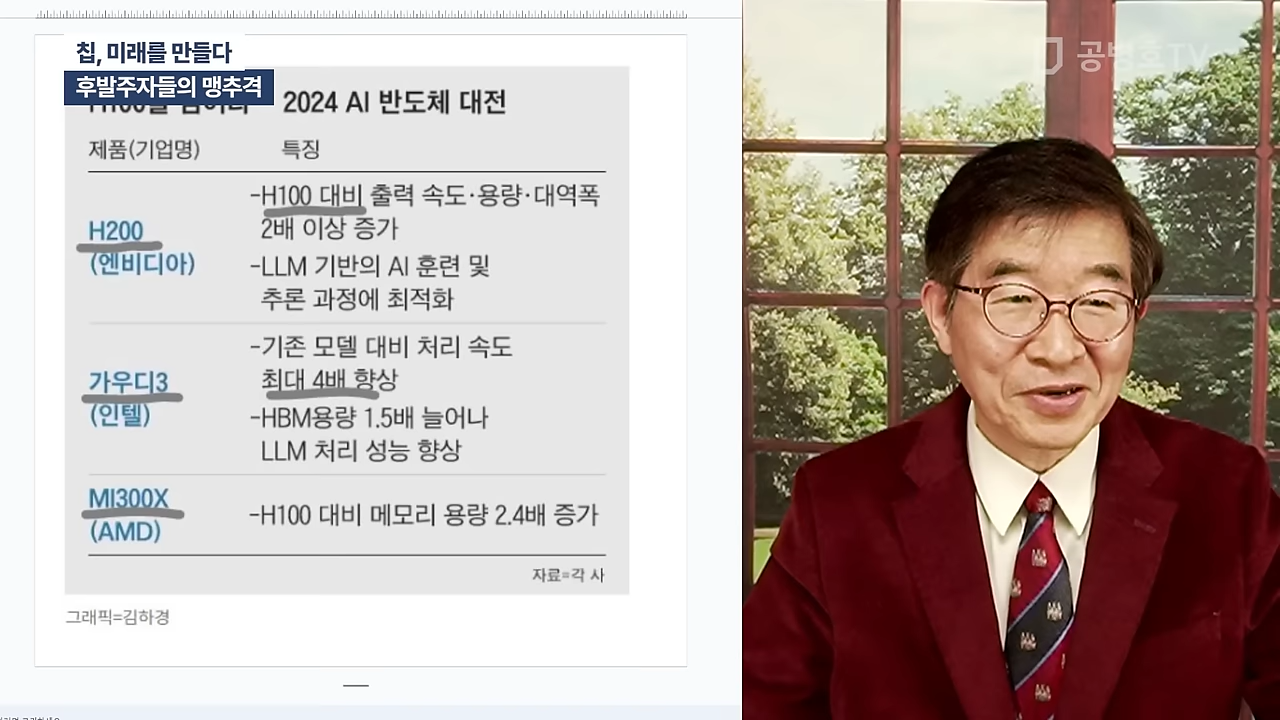 칩, 미래를 만들다
후발주자들의 맹추격
2024 AI 반도체 대전
제품(기업명)
특징
H200
(엔비디아)
-H100 대비 출력 속도·용량·대역폭
2배 이상 증가
-LLM 기반의 AI 훈련 및
추론 과정에 최적화
가우디3
(인텔)
-기존 모델 대비 처리 속도
최대 4배 향상
-HBM용량 1.5배 늘어나
LLM 처리 성능 향상
MI300X
(AMD)
-H100 대비 메모리 용량 2.4배 증가
자료=각 사
그래픽=김하경
공병호TV